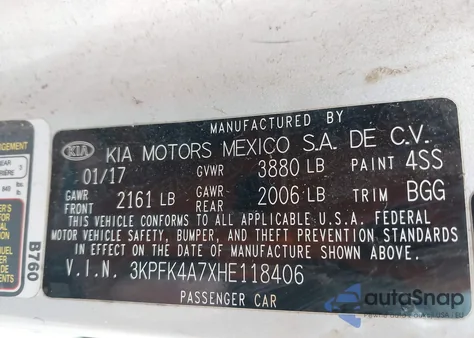 MANUFACTURED BY
KIA KIA MOTORS MEXICO S.A. DE C.V.
01/17 GVWR 3880 LB PAINT 4SS
GAWR FRONT 2161 LB GAWR REAR 2006 LB TRIM BGG
THIS VEHICLE CONFORMS TO ALL APPLICABLE U.S.A. FEDERAL
MOTOR VEHICLE SAFETY, BUMPER, AND THEFT PREVENTION STANDARDS
IN EFFECT ON THE DATE OF MANUFACTURE SHOWN ABOVE.
V.I.N. 3KPFK4A7XHE118406
PASSENGER CAR
B760
autoSnap